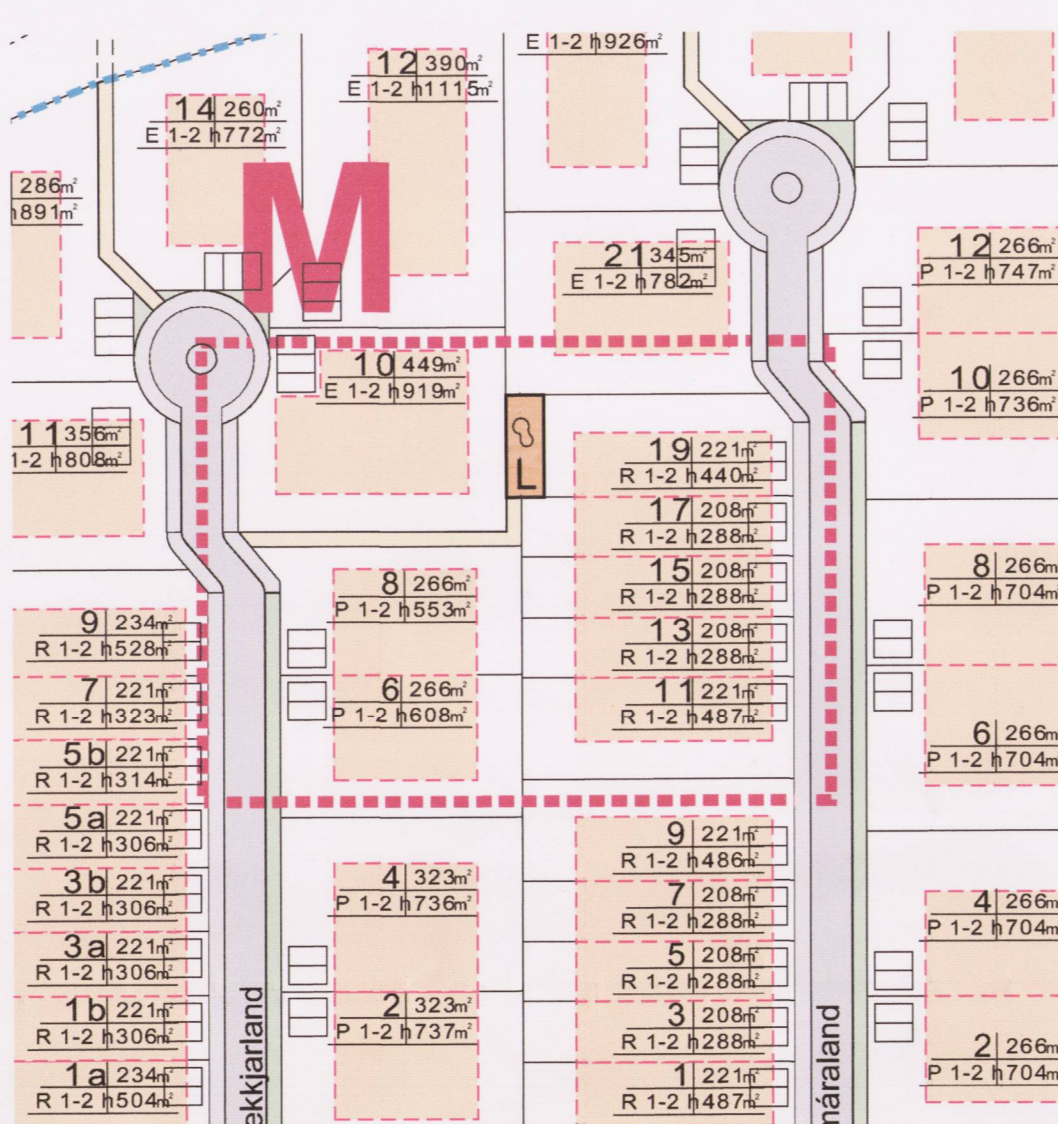 E 1-2 h926m²
12 390m²
E 1-2 h1115m²
14 260m²
E 1-2 h772m²
286m²
h891m²
M
21 345m²
E 1-2 h782m²
12 266m²
P 1-2 h747m²
10 449m²
E 1-2 h919m²
10 266m²
P 1-2 h736m²
11 356m²
1-2 h808m²
L
19 221m²
R 1-2 h440m²
17 208m²
R 1-2 h288m²
15 208m²
R 1-2 h288m²
13 208m²
R 1-2 h288m²
11 221m²
R 1-2 h487m²
8 266m²
P 1-2 h553m²
6 266m²
P 1-2 h608m²
8 266m
P 1-2 h704m²
6 266m
P 1-2 h704m²
9 234m²
R 1-2 h528m²
7 221m²
R 1-2 h323m²
5b 221m²
R 1-2 h314m²
5a 221m²
R 1-2 h306m²
3b 221m²
R 1-2 h306m²
3a 221m²
R 1-2 h306m²
1b 221m²
R 1-2 h306m²
1a 234m²
R 1-2 h504m²
4 323m²
P 1-2 h736m²
2 323m²
P 1-2 h737m²
9 221m²
R 1-2 h486m²
7 208m²
R 1-2 h288m²
5 208m²
R 1-2 h288m²
3 208m²
R 1-2 h288m²
1 221m²
R 1-2 h487m²
4 266m
P 1-2 h704m
2 266m
P 1-2 h704m
ekkjarland
náraland